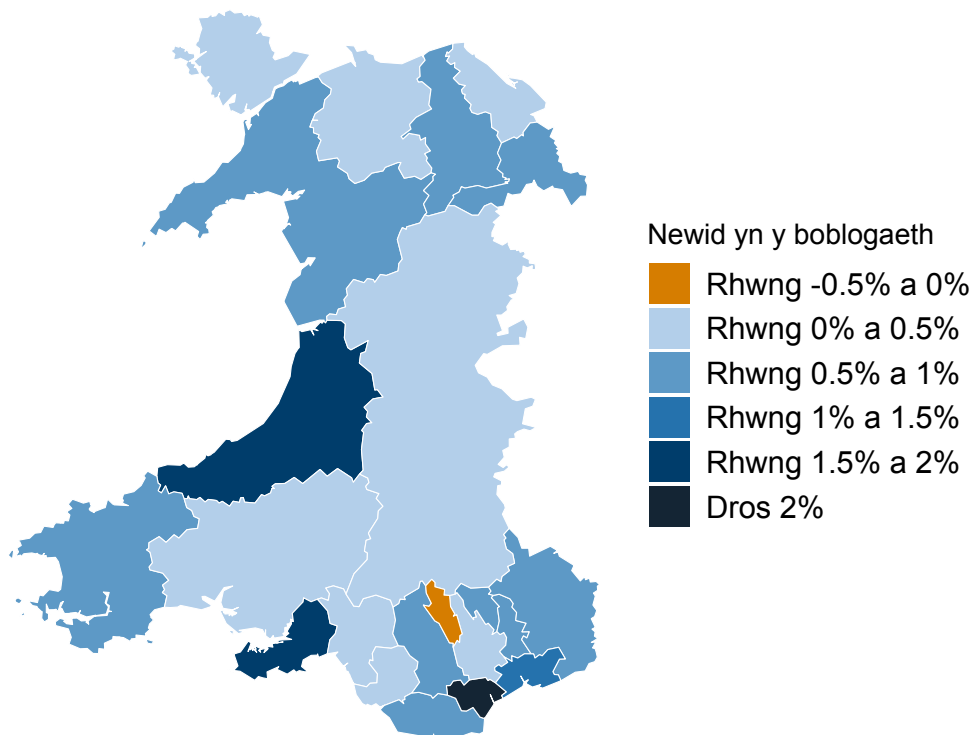 Newid yn y boblogaeth
Rhwng -0.5% a 0%
Rhwng 0% a 0.5%
Rhwng 0.5% a 1%
Rhwng 1% a 1.5%
Rhwng 1.5% a 2%
Dros 2%